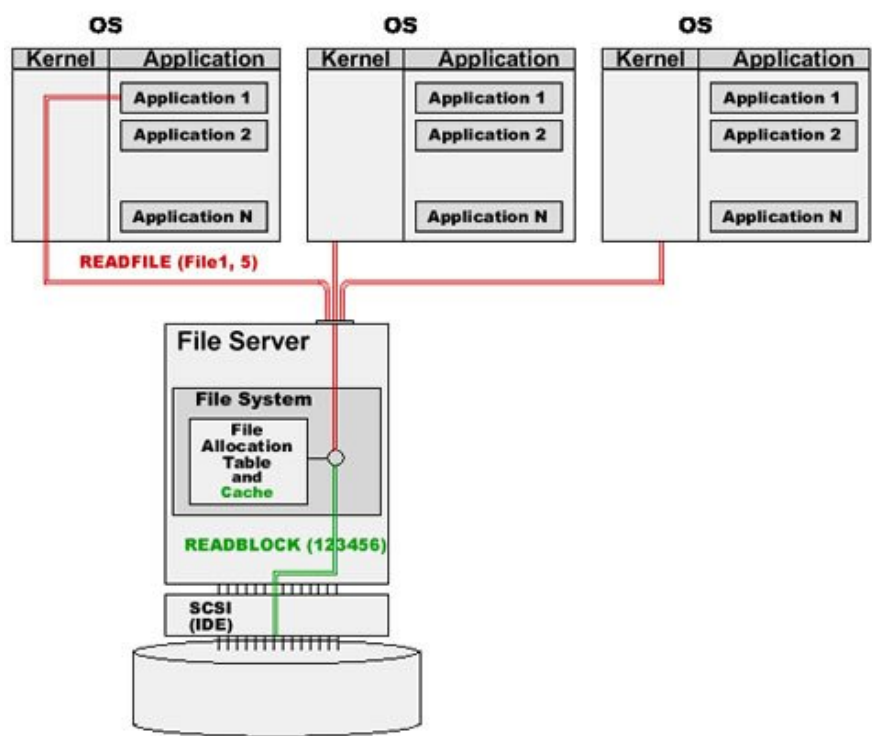 OS
OS
OS
Kernel Application
Kernel Application
Kernel Application
Application 1
Application 1
Application 1
Application 2
Application 2
Application 2
Application N
Application N
Application N
READFILE (File1, 5)
File Server
File System
File
Allocation
Table
and
Cache
READBLOCK (123456)
SCSI
(IDE)